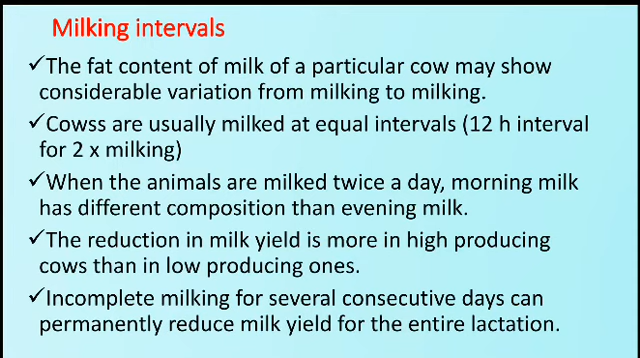 Milking intervals
✓The fat content of milk of a particular cow may show
considerable variation from milking to milking.
✓Cowss are usually milked at equal intervals (12 h interval
for 2 x milking)
✓When the animals are milked twice a day, morning milk
has different composition than evening milk.
✓The reduction in milk yield is more in high producing
cows than in low producing ones.
✓Incomplete milking for several consecutive days can
permanently reduce milk yield for the entire lactation.